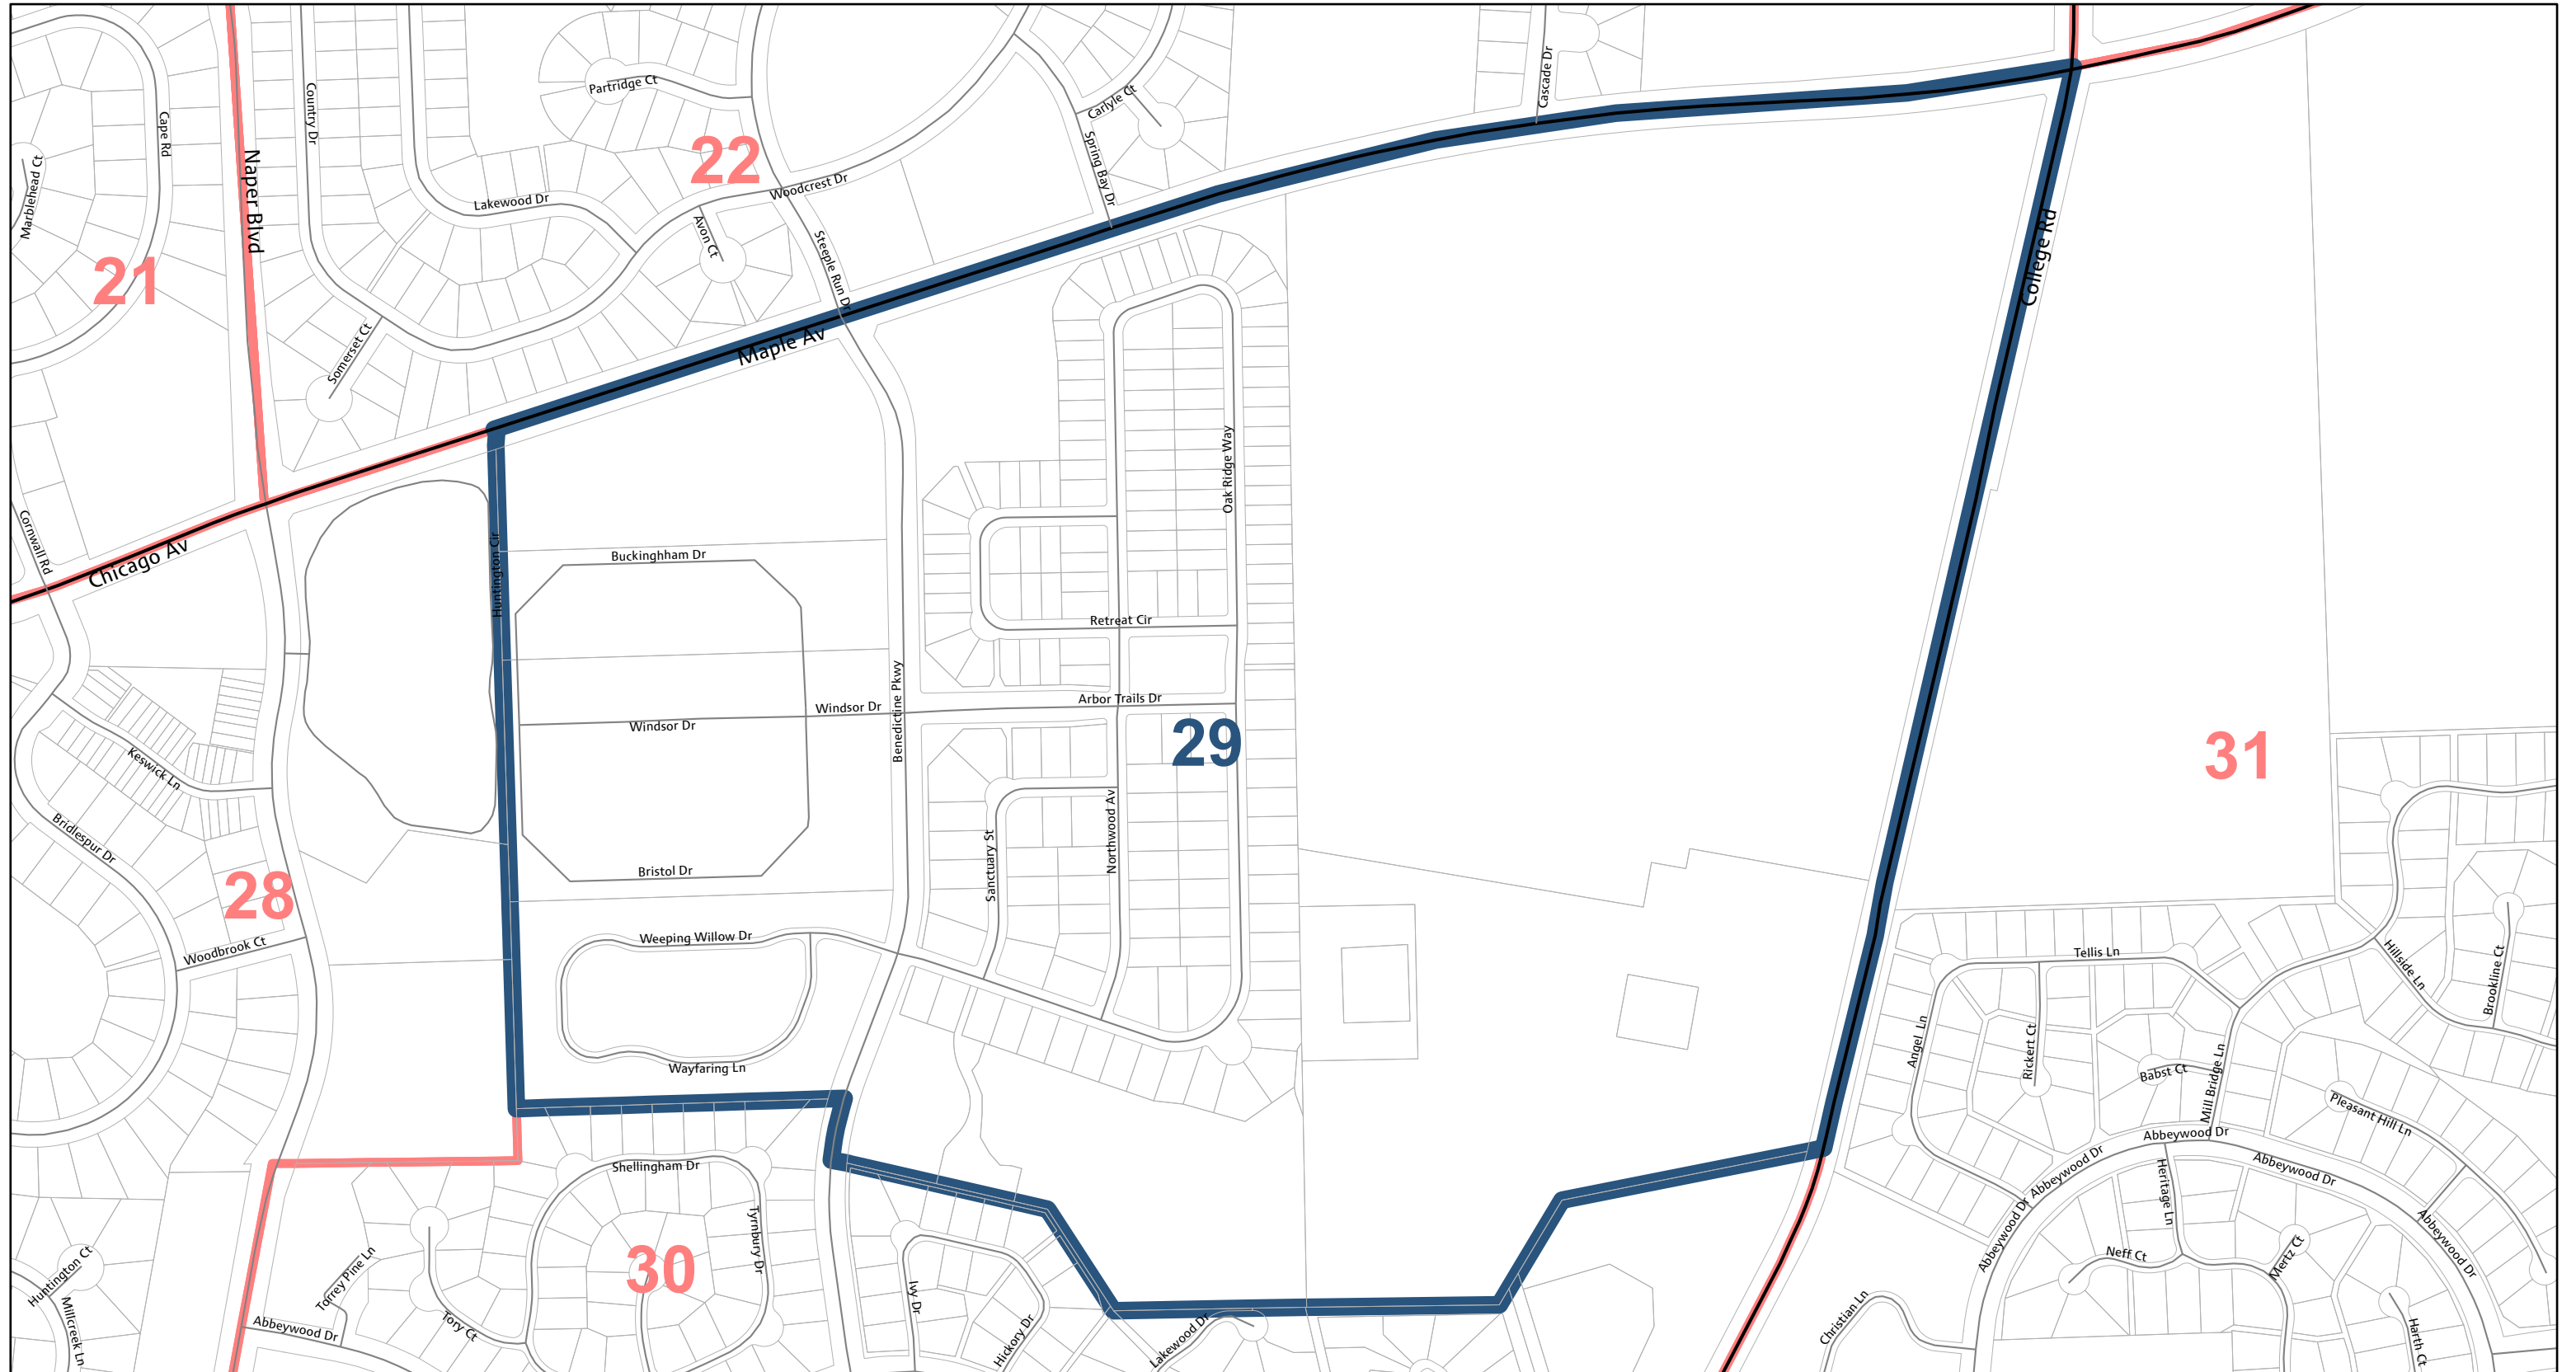 Partridge Ct
Cascade Dr
Carlyle Ct
Country Dr
Cape Rd
22
Naper Blvd
Marblehead Ct
Spring Bay Dr
Woodcrest Dr
Lakewood Dr
Avon Ct
College Rd
21
Steeple Run Dr
Somerset Ct
Maple Av
Oak Ridge Way
Cornwall Rd
Chicago Av
Huntington Cir
Buckinghham Dr
Retreat Cir
Benedictine Pkwy
Arbor Trails Dr
Windsor Dr
Windsor Dr
29
31
Keswick Ln
Bridlespur Dr
Northwood Av
Sanctuary St
Bristol Dr
28
Weeping Willow Dr
Woodbrook Ct
Tellis Ln
Hillside Ln
Brookline Ct
Angel Ln
Rickert Ct
Wayfaring Ln
Babst Ct
Mill Bridge Ln
Pleasant Hill Ln
Abbeywood Dr
Abbeywood Dr
Abbeywood Dr
Shellingham Dr
Heritage Ln
Abbeywood Dr
Abbeywood Dr
Tyrnbury Dr
Neff Ct
Mertz Ct
30
Huntington Ct
Torrey Pine Ln
Ivy Dr
Millcreek Ln
Abbeywood Dr
Tory Ct
Hickory Dr
Lakewood Dr
Christian Ln
Harth Ct